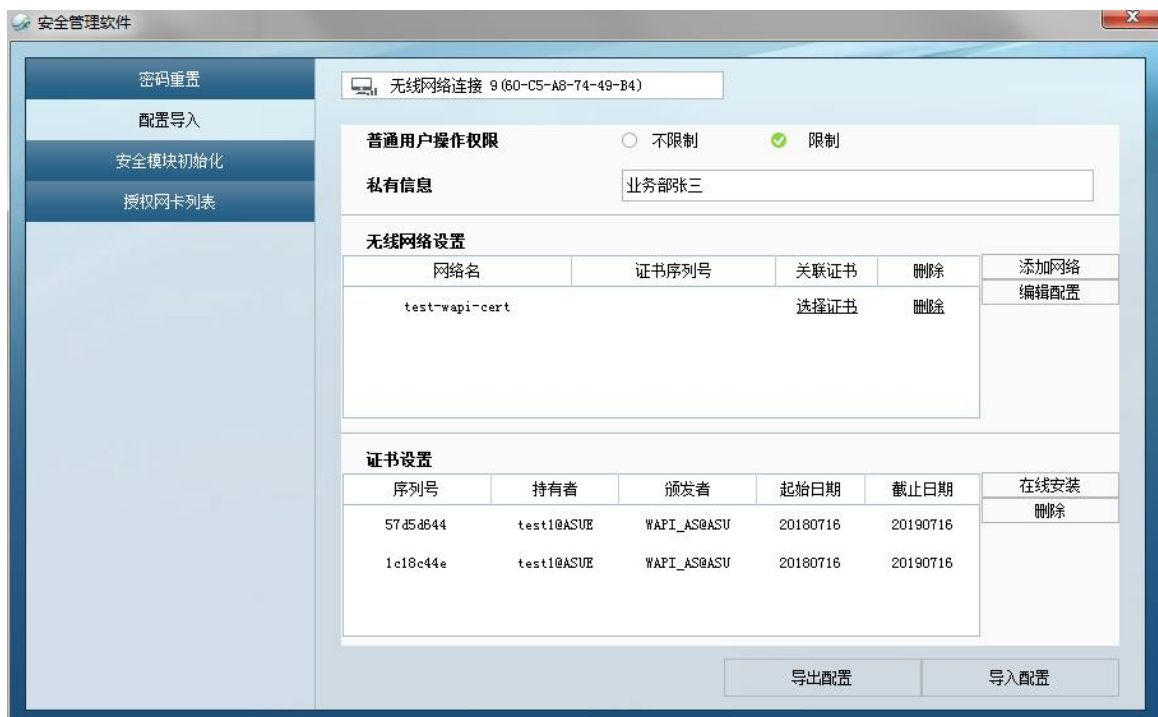 安全管理软件
密码重置
配置导入
安全模块初始化
授权网卡列表
无线网络连接 9(60-C5-A8-74-49-B4)
普通用户操作权限 不限制 限制
私有信息 业务部张三
无线网络设置
网络名 证书序列号 关联证书 删除 添加网络
编辑配置
test-wapi-cert 选择证书 删除
证书设置
序列号 持有者 颁发者 起始日期 截止日期 在线安装
删除
57d5d644 test1@ASUE WAPI_AS@ASU 20180716 20190716
1c18c44e test1@ASUE WAPI_AS@ASU 20180716 20190716
导出配置 导入配置